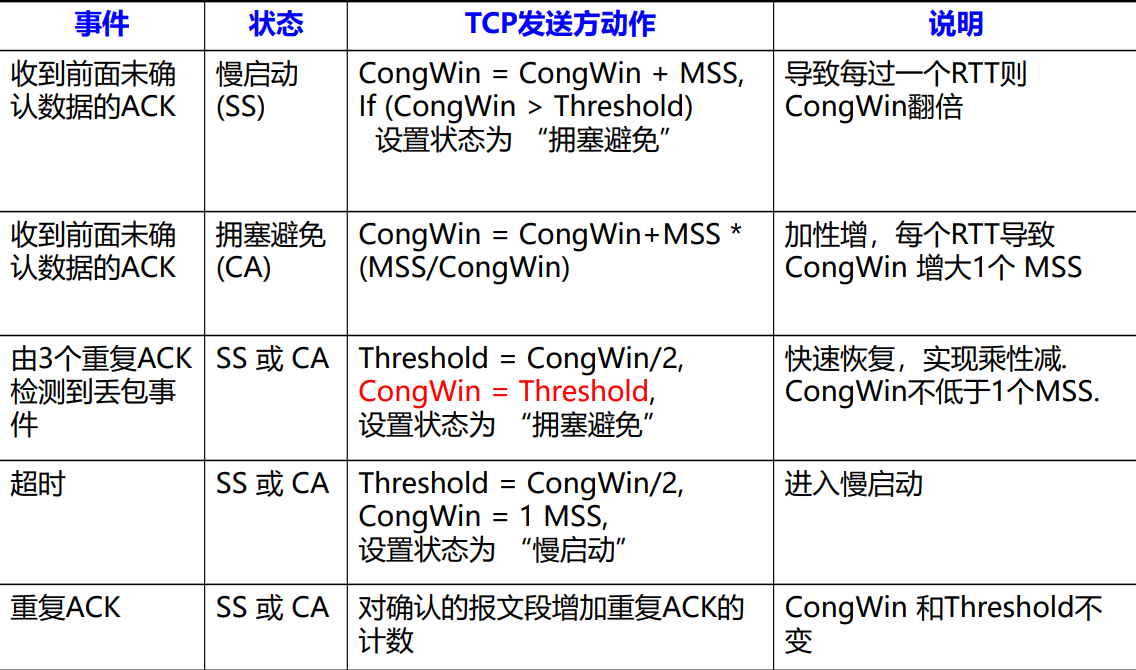 事件
状态
TCP发送方动作
说明
收到前面未确
认数据的ACK
慢启动
(SS)
CongWin = CongWin + MSS,
If (CongWin > Threshold)
设置状态为 “拥塞避免”
导致每过一个RTT则
CongWin翻倍
收到前面未确
认数据的ACK
拥塞避免
(CA)
CongWin = CongWin+MSS *
(MSS/CongWin)
加性增，每个RTT导致
CongWin 增大1个 MSS
由3个重复ACK
检测到丢包事
件
SS 或 CA
Threshold = CongWin/2,
CongWin = Threshold,
设置状态为 “拥塞避免”
快速恢复，实现乘性减.
CongWin不低于1个MSS.
超时
SS 或 CA
Threshold = CongWin/2,
CongWin = 1 MSS,
设置状态为 “慢启动”
进入慢启动
重复ACK
SS 或 CA
对确认的报文段增加重复ACK的
计数
CongWin 和Threshold不
变